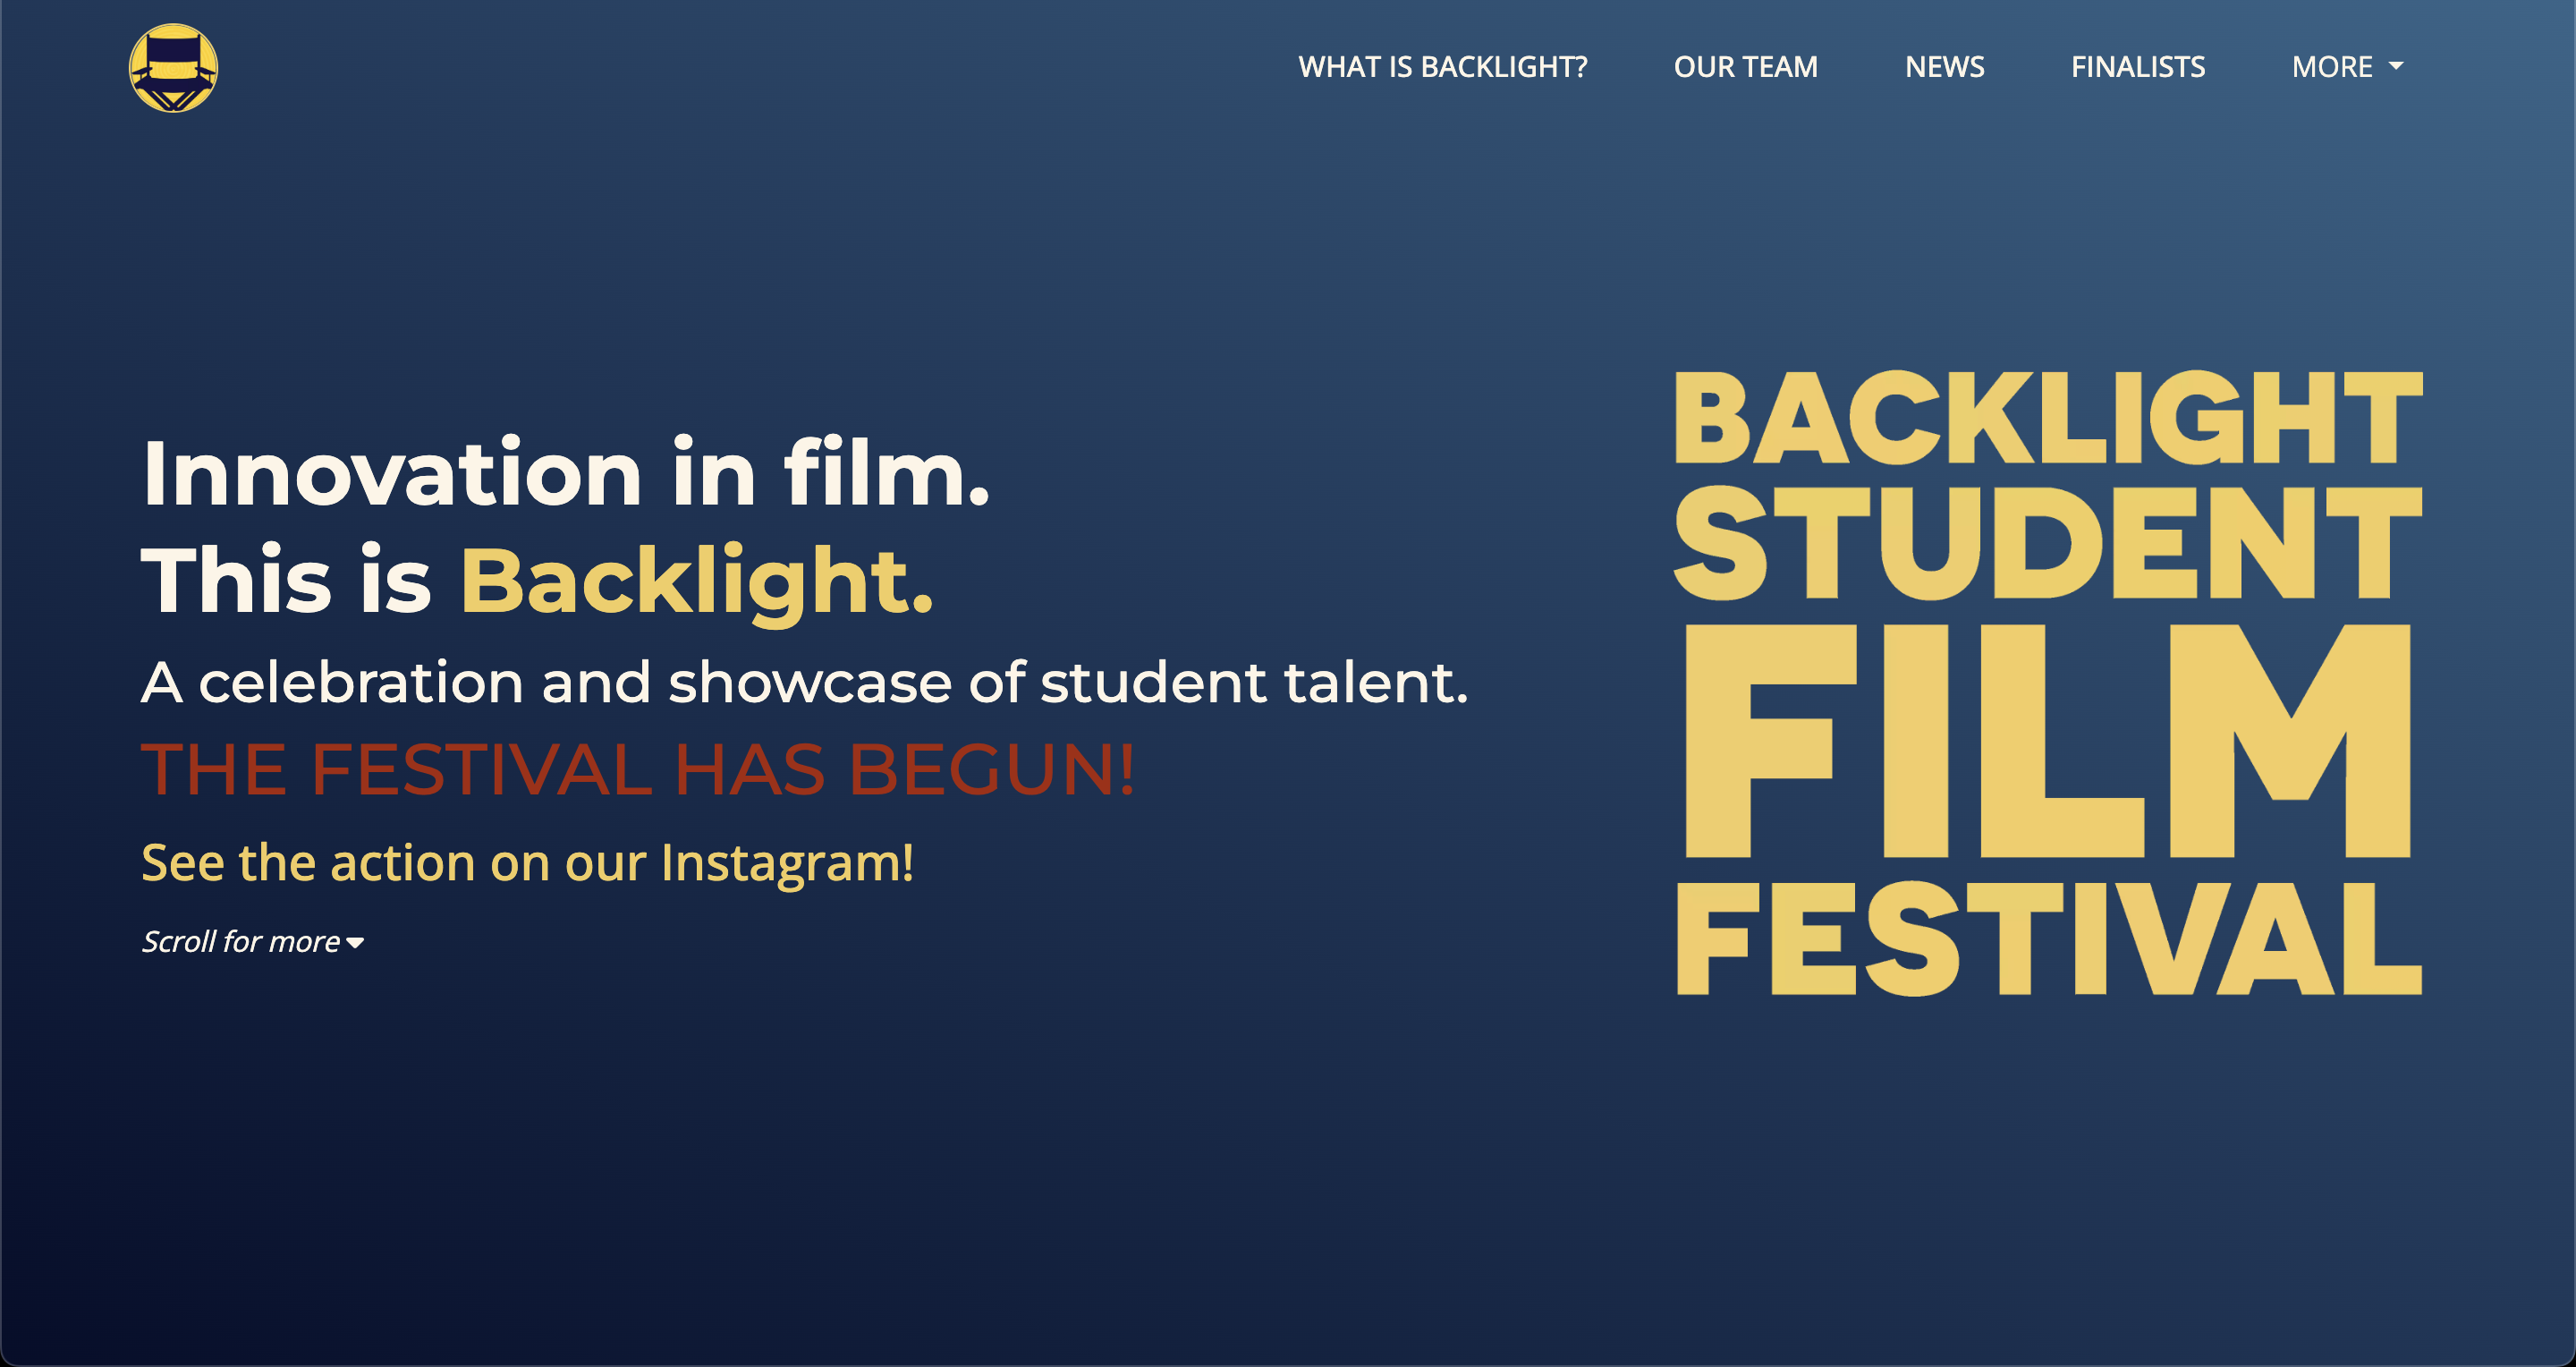 WHAT IS BACKLIGHT? OUR TEAM NEWS FINALISTS MORE
Innovation in film.
This is Backlight.
A celebration and showcase of student talent.
THE FESTIVAL HAS BEGUN!
See the action on our Instagram!
Scroll for more
BACKLIGHT
STUDENT
FILM
FESTIVAL